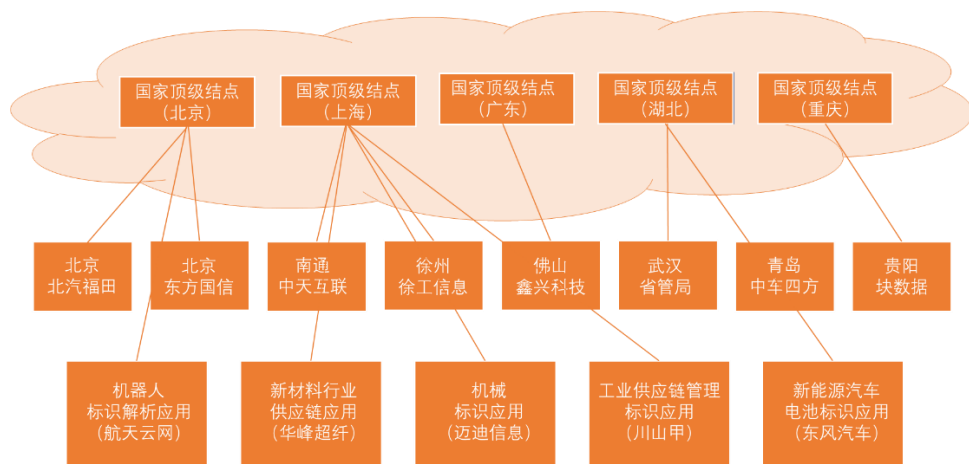 国家顶级结点
（北京）
国家顶级结点
（上海）
国家顶级结点
（广东）
国家顶级结点
（湖北）
国家顶级结点
（重庆）
北京
北汽福田
北京
东方国信
南通
中天互联
徐州
徐工信息
佛山
鑫兴科技
武汉
省管局
青岛
中车四方
贵阳
块数据
机器人
标识解析应用
（航天云网）
新材料行业
供应链应用
（华峰超纤）
机械
标识应用
（迈迪信息）
工业供应链管理
标识应用
（川山甲）
新能源汽车
电池标识应用
（东风汽车）